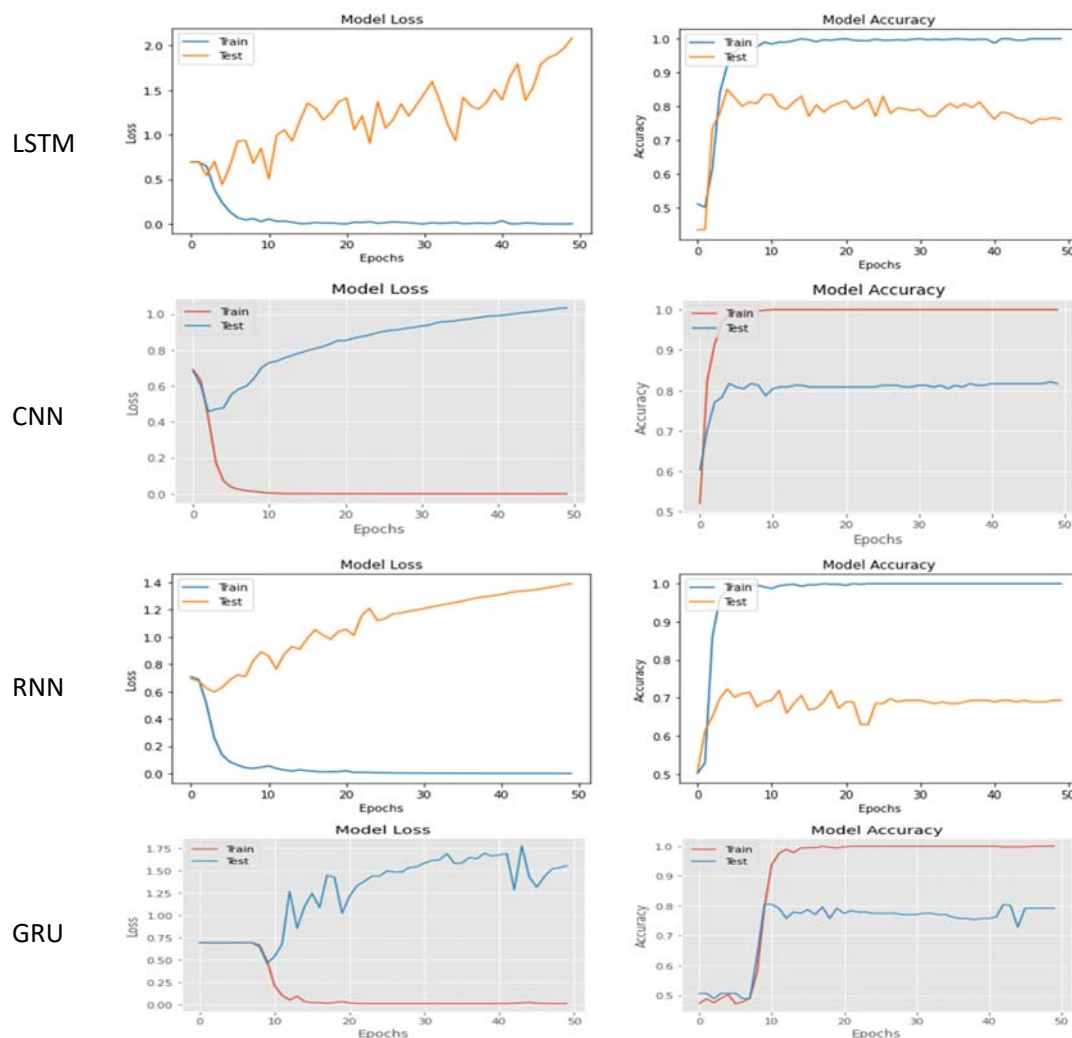 LSTM
Model Loss
Train
Test
Loss
2.0
1.5
1.0
0.5
0.0
0 10 20 30 40 50
Epochs
Model Accuracy
Train
Test
Accuracy
1.0
0.9
0.8
0.7
0.6
0.5
0 10 20 30 40 50
Epochs
CNN
Model Loss
Train
Test
Loss
1.0
0.8
0.6
0.4
0.2
0.0
0 10 20 30 40 50
Epochs
Model Accuracy
Train
Test
Accuracy
1.0
0.9
0.8
0.7
0.6
0.5
0 10 20 30 40 50
Epochs
RNN
Model Loss
Train
Test
Loss
1.4
1.2
1.0
0.8
0.6
0.4
0.2
0.0
0 10 20 30 40 50
Epochs
Model Accuracy
Train
Test
Accuracy
1.0
0.9
0.8
0.7
0.6
0.5
0 10 20 30 40 50
Epochs
GRU
Model Loss
Train
Test
Loss
1.75
1.50
1.25
1.00
0.75
0.50
0.25
0.00
0 10 20 30 40 50
Epochs
Model Accuracy
Train
Test
Accuracy
1.0
0.9
0.8
0.7
0.6
0.5
0 10 20 30 40 50
Epochs